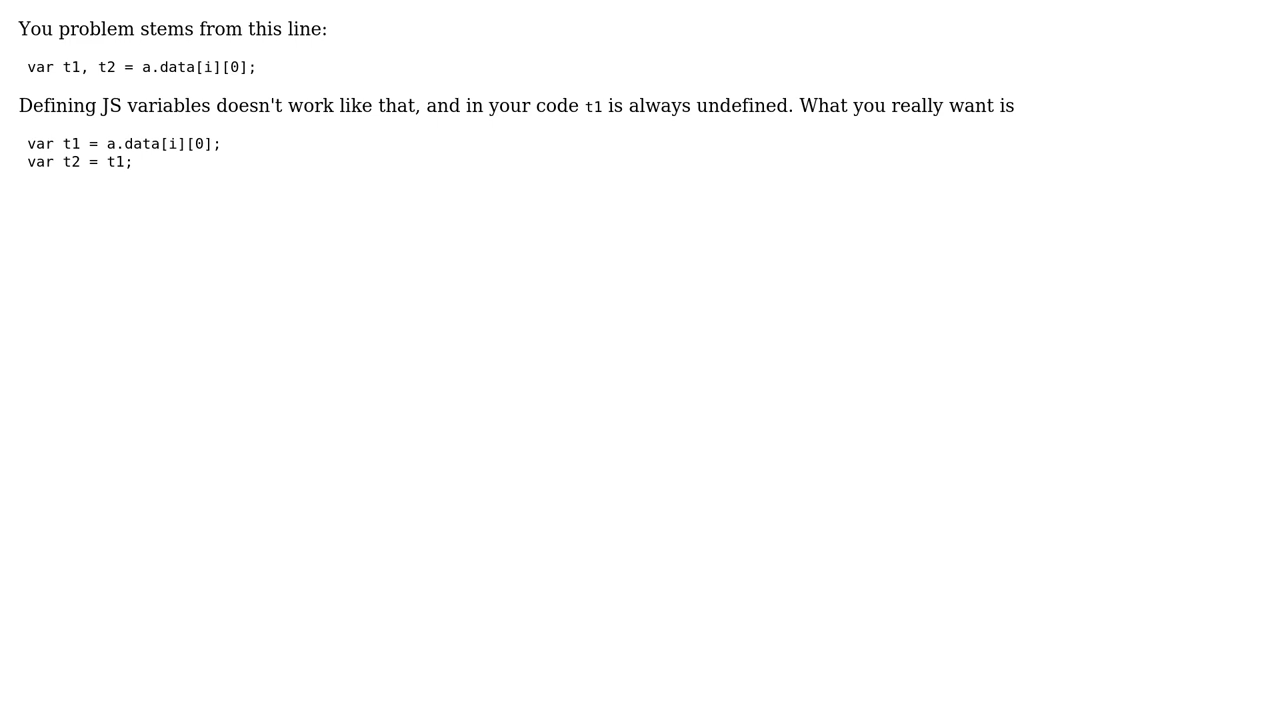 You problem stems from this line:
var t1, t2 = a.data[i][0];
Defining JS variables doesn't work like that, and in your code t1 is always undefined. What you really want is
var t1 = a.data[i][0];
var t2 = t1;